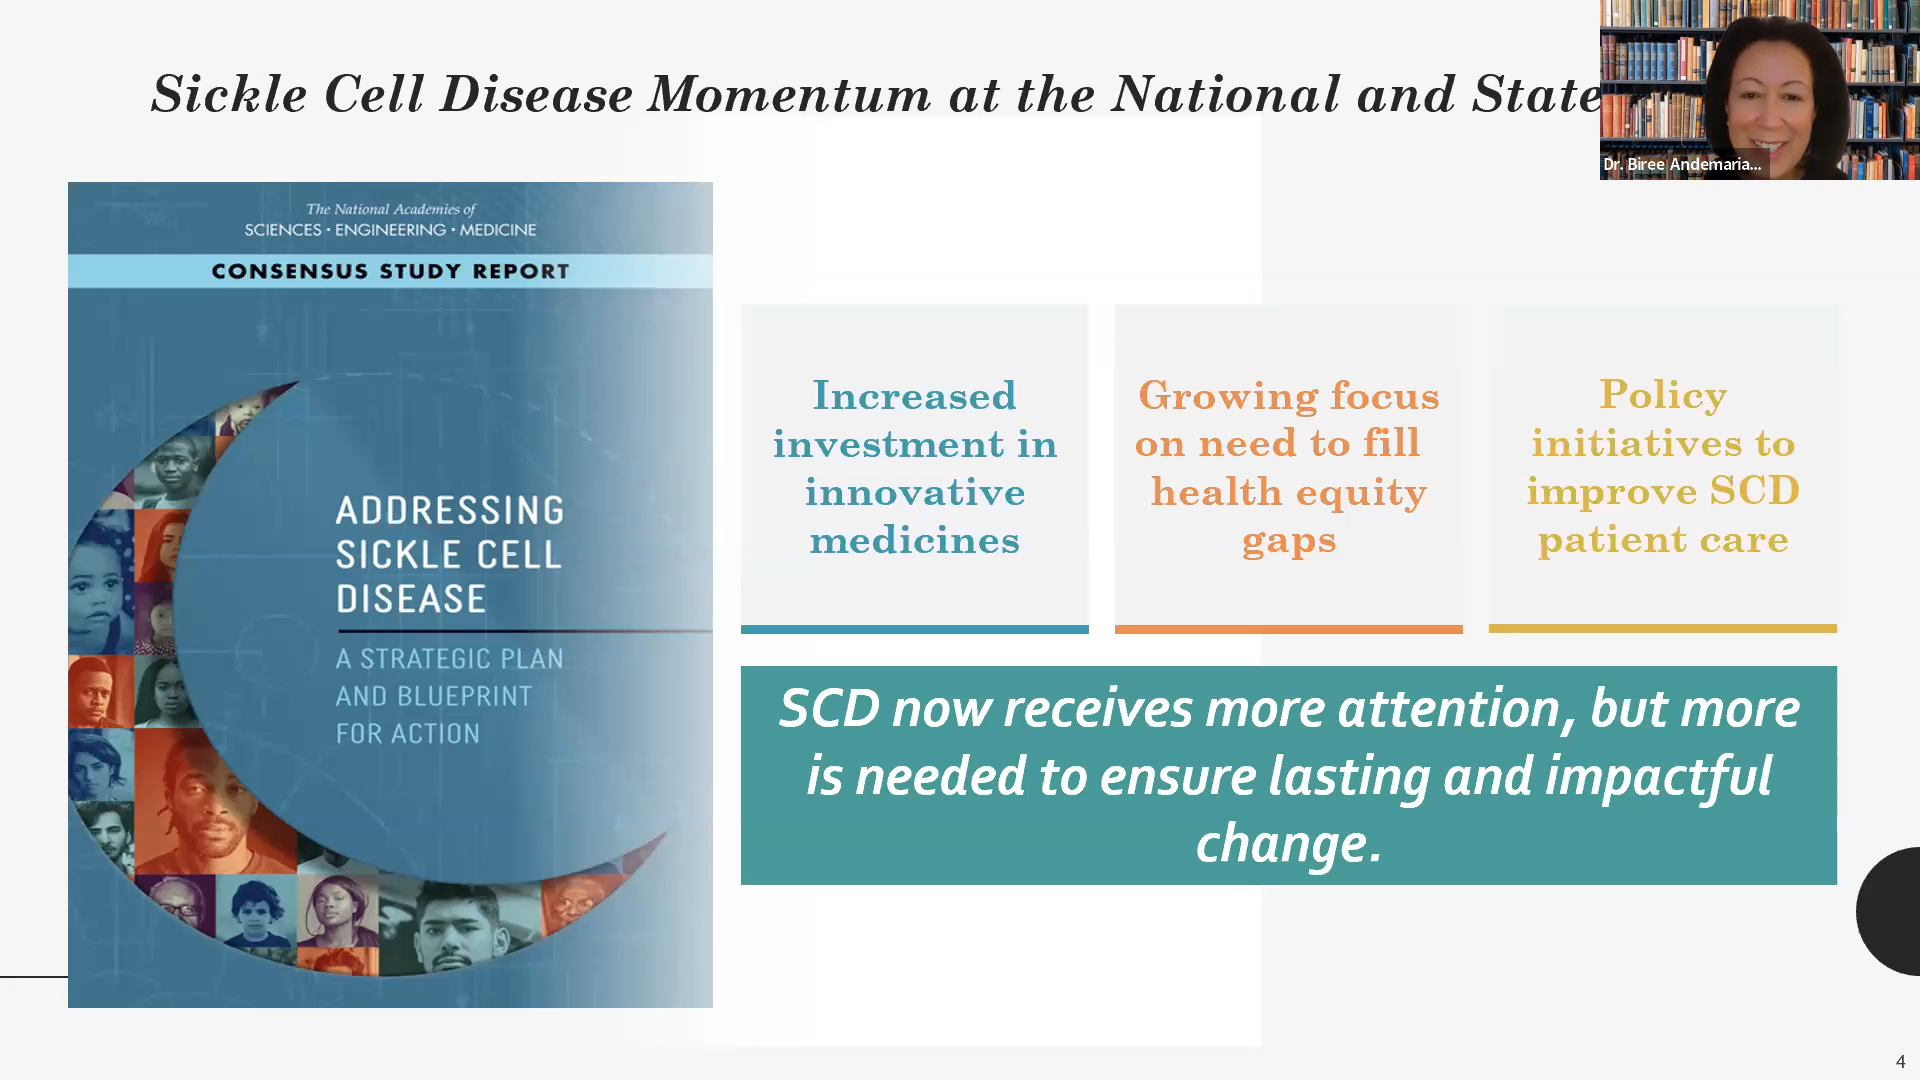 Sickle Cell Disease Momentum at the National and State
Dr. Biree Andemaria...
The National Academies of
SCIENCES · ENGINEERING · MEDICINE
CONSENSUS STUDY REPORT
ADDRESSING
SICKLE CELL
DISEASE
A STRATEGIC PLAN
AND BLUEPRINT
FOR ACTION
Increased
investment in
innovative
medicines
Growing focus
on need to fill
health equity
gaps
Policy
initiatives to
improve SCD
patient care
SCD now receives more attention, but more
is needed to ensure lasting and impactful
change.
4